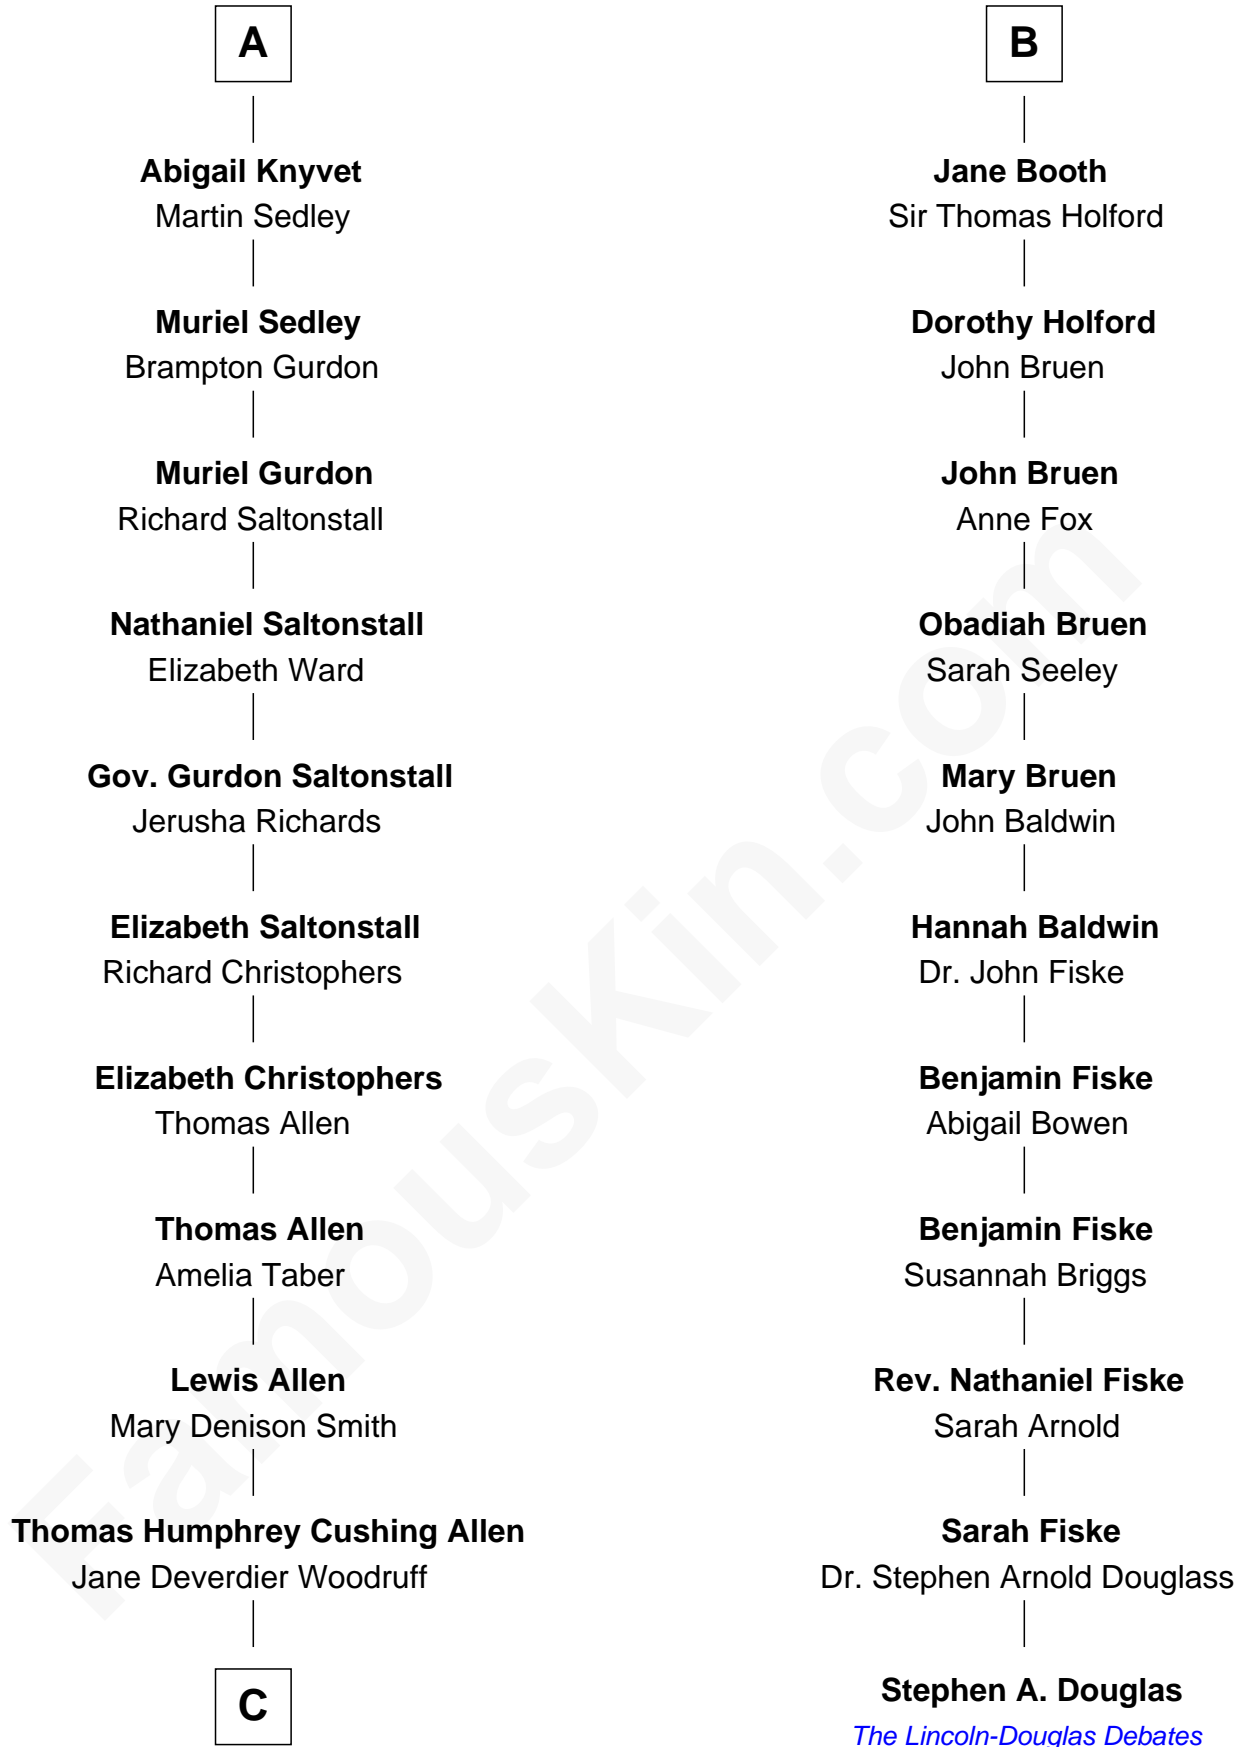 A
Abigail Knyvet
Martin Sedley
Muriel Sedley
Brampton Gurdon
Muriel Gurdon
Richard Saltonstall
Nathaniel Saltonstall
Elizabeth Ward
Gov. Gurdon Saltonstall
Jerusha Richards
Elizabeth Saltonstall
Richard Christophers
Elizabeth Christophers
Thomas Allen
Thomas Allen
Amelia Taber
Lewis Allen
Mary Denison Smith
Thomas Humphrey Cushing Allen
Jane Deverdier Woodruff
C
B
Jane Booth
Sir Thomas Holford
Dorothy Holford
John Bruen
John Bruen
Anne Fox
Obadiah Bruen
Sarah Seeley
Mary Bruen
John Baldwin
Hannah Baldwin
Dr. John Fiske
Benjamin Fiske
Abigail Bowen
Benjamin Fiske
Susannah Briggs
Rev. Nathaniel Fiske
Sarah Arnold
Sarah Fiske
Dr. Stephen Arnold Douglass
Stephen A. Douglas
The Lincoln-Douglas Debates
FamousKin.com